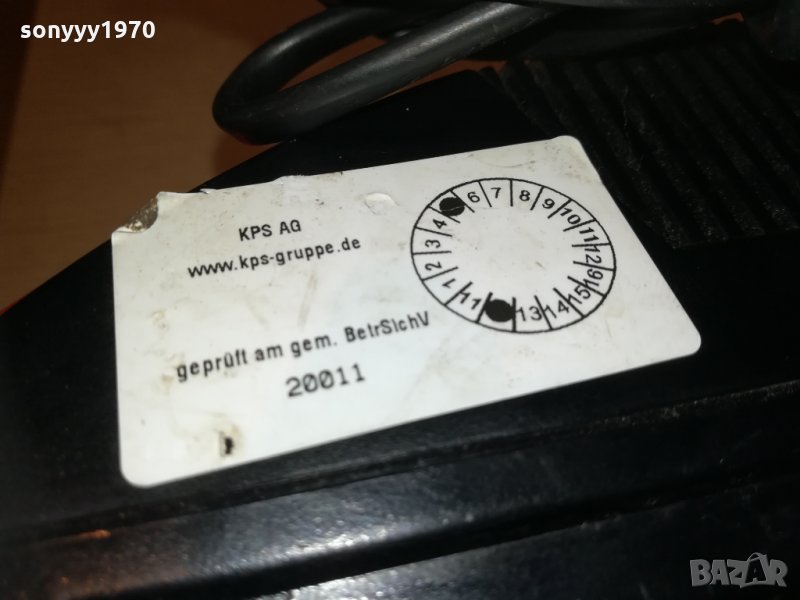 sonyyy1970
KPS AG
www.kps-gruppe.de
1 2 3 4 6 7 8 9 10 11 12
11 13 14 15 16
geprüft am gem. BetrSichV
20011
BAZAR